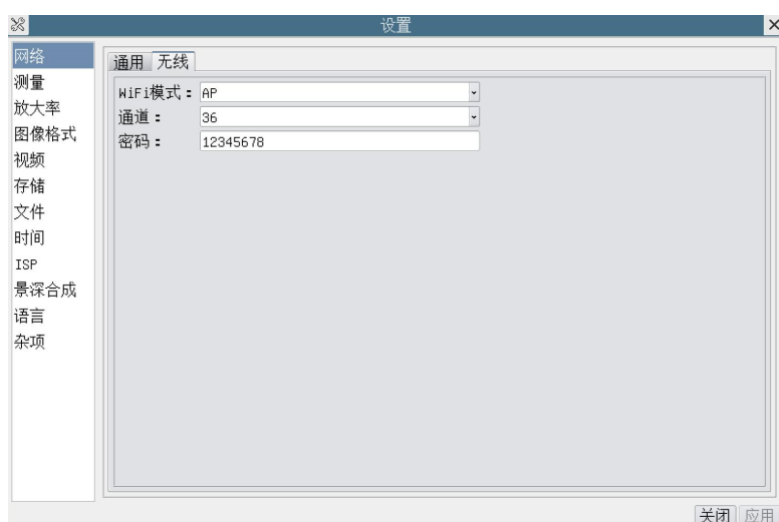 设置
网络
测量
放大率
图像格式
视频
存储
文件
时间
ISP
景深合成
语言
杂项
通用 无线
WiFi模式： AP
通道： 36
密码： 12345678
关闭 应用